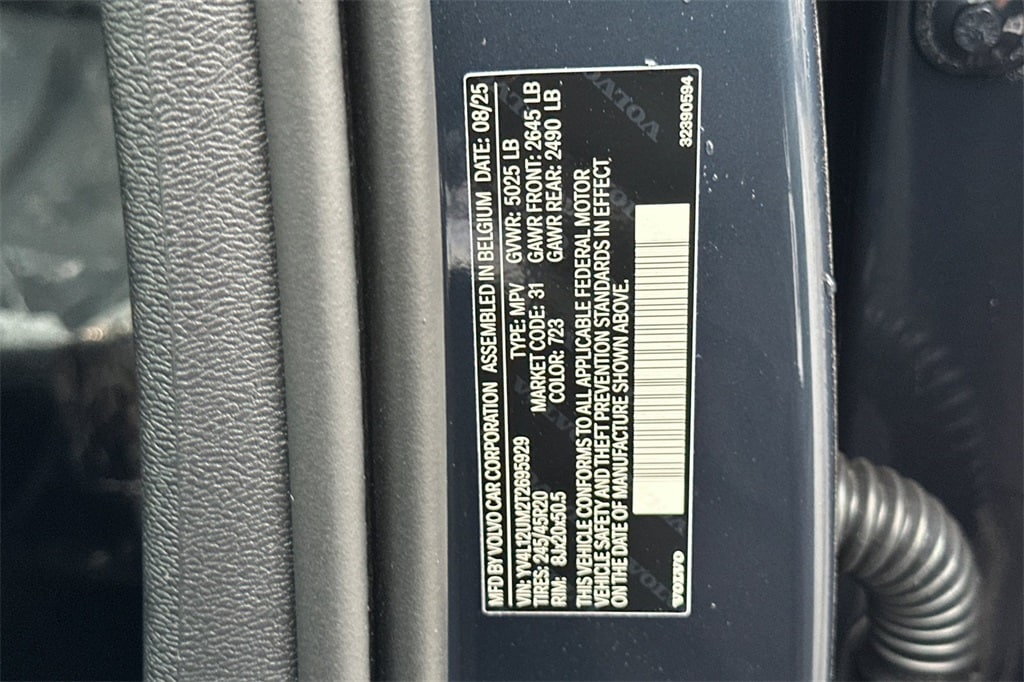 MFD BY VOLVO CAR CORPORATION ASSEMBLED IN BELGIUM DATE: 08/25
VIN: YV4L12UM2T2695929 TYPE: MPV GVWR: 5025 LB
TIRES: 245/45R20 MARKET CODE: 31 GAWR FRONT: 2645 LB
RIM: 8Jx20x50.5 COLOR: 723 GAWR REAR: 2490 LB
THIS VEHICLE CONFORMS TO ALL APPLICABLE FEDERAL MOTOR
VEHICLE SAFETY AND THEFT PREVENTION STANDARDS IN EFFECT
ON THE DATE OF MANUFACTURE SHOWN ABOVE.
VOLVO 32390594